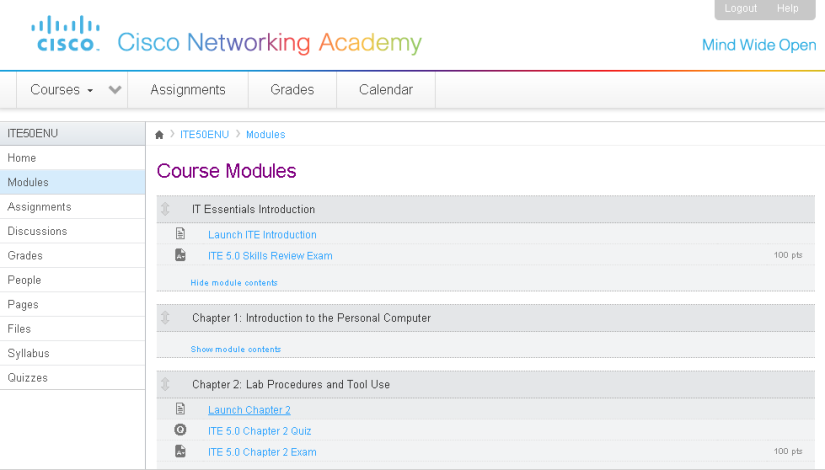 Logout Help
CISCO. Cisco Networking Academy
Mind Wide Open
Courses Assignments Grades Calendar
ITE50ENU
Home
Modules
Assignments
Discussions
Grades
People
Pages
Files
Syllabus
Quizzes
ITE50ENU Modules
Course Modules
IT Essentials Introduction
Launch ITE Introduction
ITE 5.0 Skills Review Exam 100 pts
Hide module contents
Chapter 1: Introduction to the Personal Computer
Show module contents
Chapter 2: Lab Procedures and Tool Use
Launch Chapter 2
Q ITE 5.0 Chapter 2 Quiz
ITE 5.0 Chapter 2 Exam 100 pts